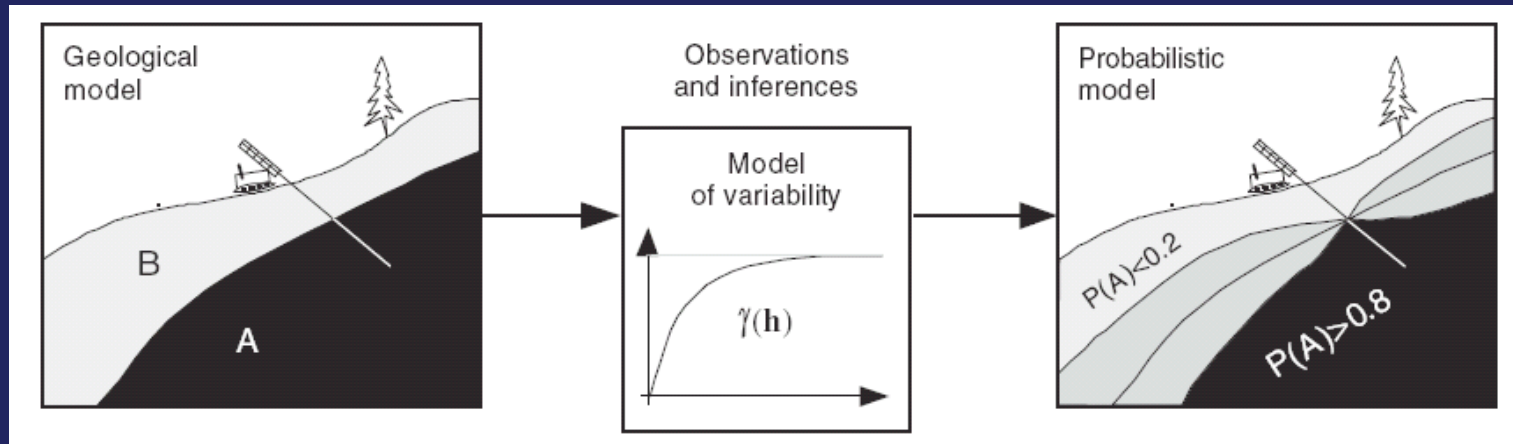 Geological
model
B
A
Observations
and inferences
Model
of variability
γ(h)
Probabilistic
model
P(A)<0.2
P(A)>0.8